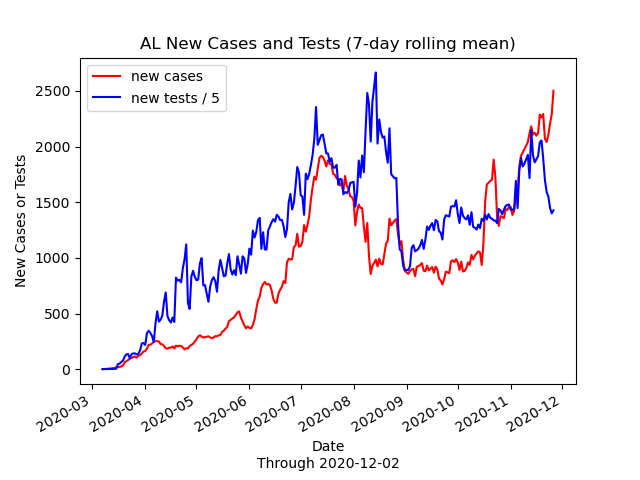 AL New Cases and Tests (7-day rolling mean)
new cases
new tests / 5
New Cases or Tests
2500
2000
1500
1000
500
0
2020-03
2020-04
2020-05
2020-06
2020-07
2020-08
2020-09
2020-10
2020-11
2020-12
Date
Through 2020-12-02